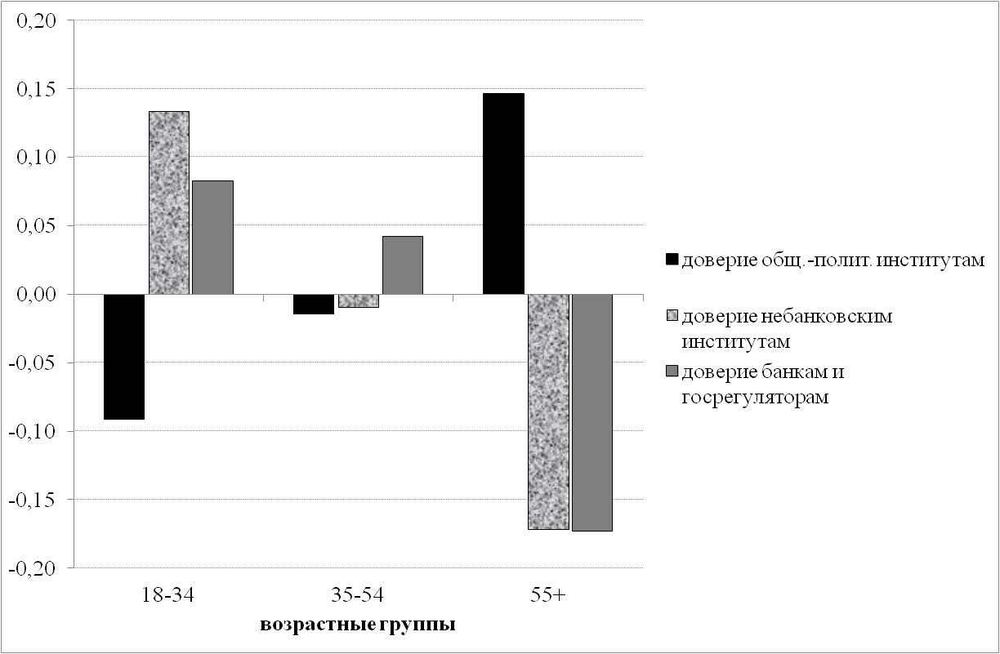 0,20
0,15
0,10
0,05
0,00
-0,05
-0,10
-0,15
-0,20
18-34
35-54
55+
возрастные группы
доверие общ.-полит. институтам
доверие небанковским
институтам
доверие банкам и
госрегуляторам